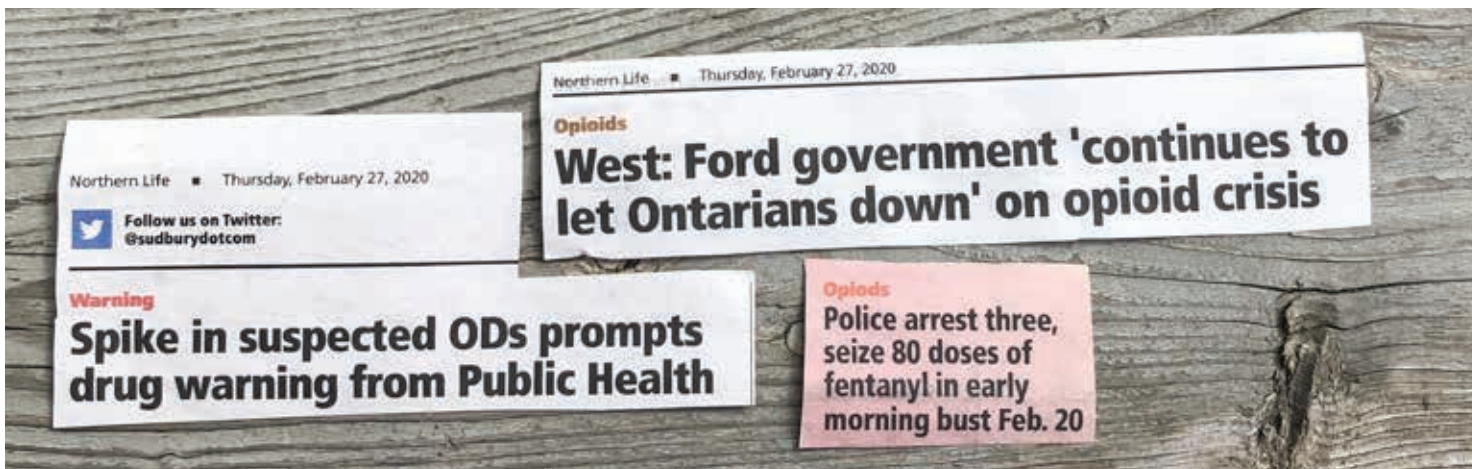 Northern Life ■ Thursday, February 27, 2020
Follow us on Twitter:
@sudburydotcom
Warning
Spike in suspected ODs prompts
drug warning from Public Health
Northern Life ■ Thursday, February 27, 2020
Opioids
West: Ford government 'continues to
let Ontarians down' on opioid crisis
Opiods
Police arrest three,
seize 80 doses of
fentanyl in early
morning bust Feb. 20